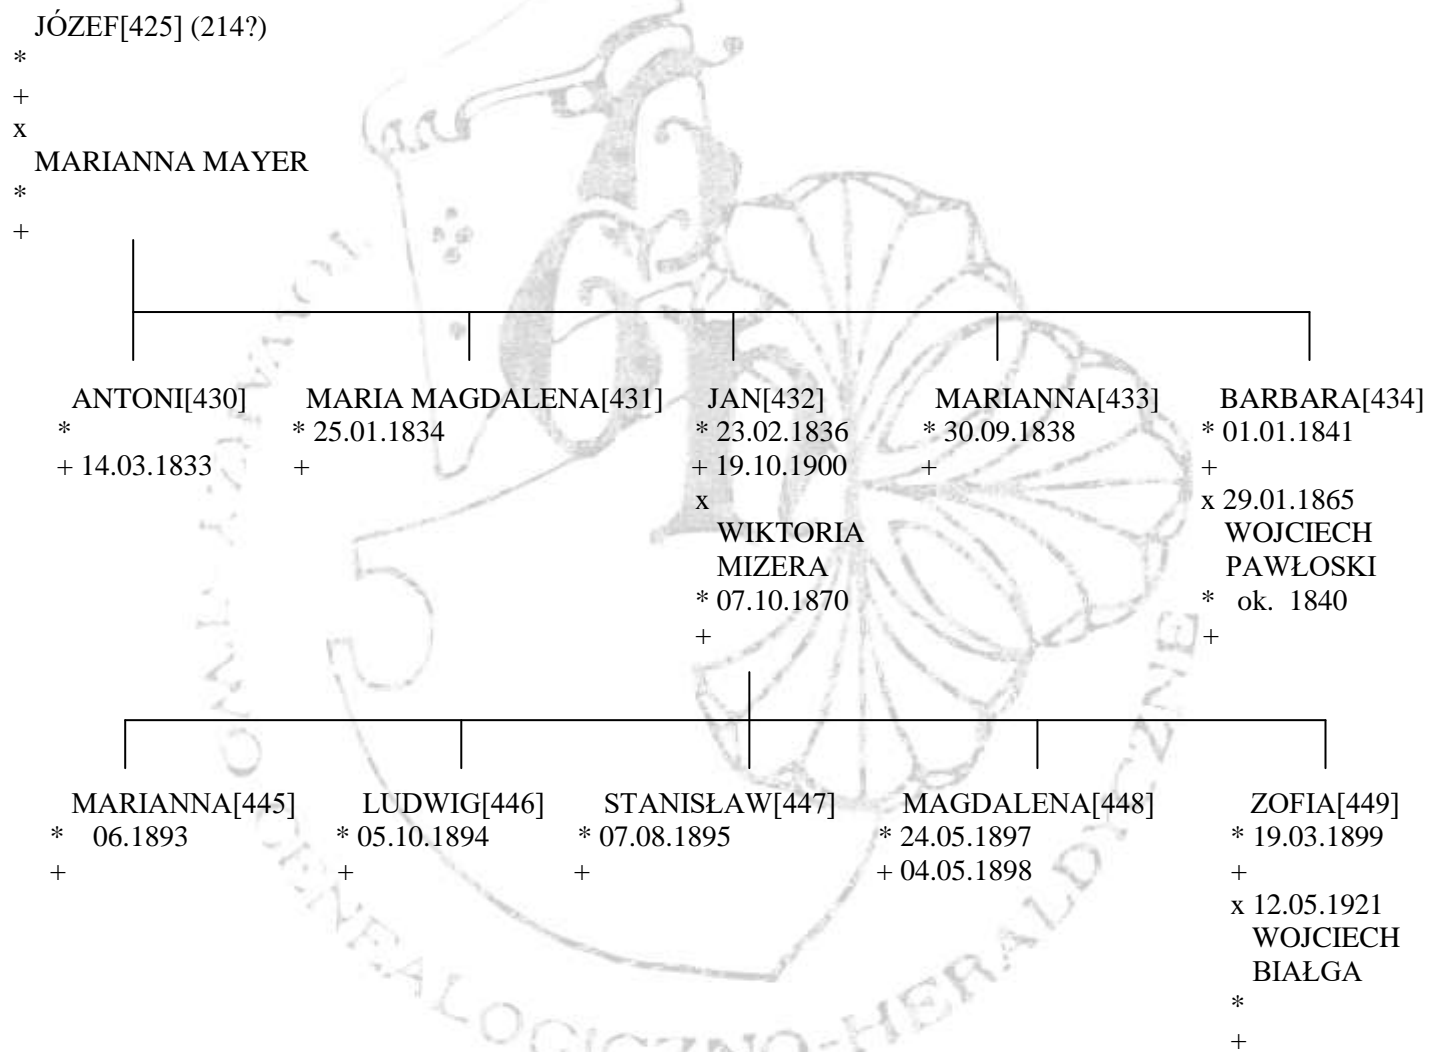 JÓZEF[425] (214?)
*
+
x
MARIANNA MAYER
*
+
ANTONI[430]
*
+ 14.03.1833
MARIA MAGDALENA[431]
* 25.01.1834
+
JAN[432]
* 23.02.1836
+ 19.10.1900
x
WIKTORIA
MIZERA
* 07.10.1870
+
MARIANNA[433]
* 30.09.1838
+
BARBARA[434]
* 01.01.1841
+
x 29.01.1865
WOJCIECH
PAWŁOSKI
* ok. 1840
+
MARIANNA[445]
* 06.1893
+
LUDWIG[446]
* 05.10.1894
+
STANISŁAW[447]
* 07.08.1895
+
MAGDALENA[448]
* 24.05.1897
+ 04.05.1898
ZOFIA[449]
* 19.03.1899
+
x 12.05.1921
WOJCIECH
BIAŁGA
*
+